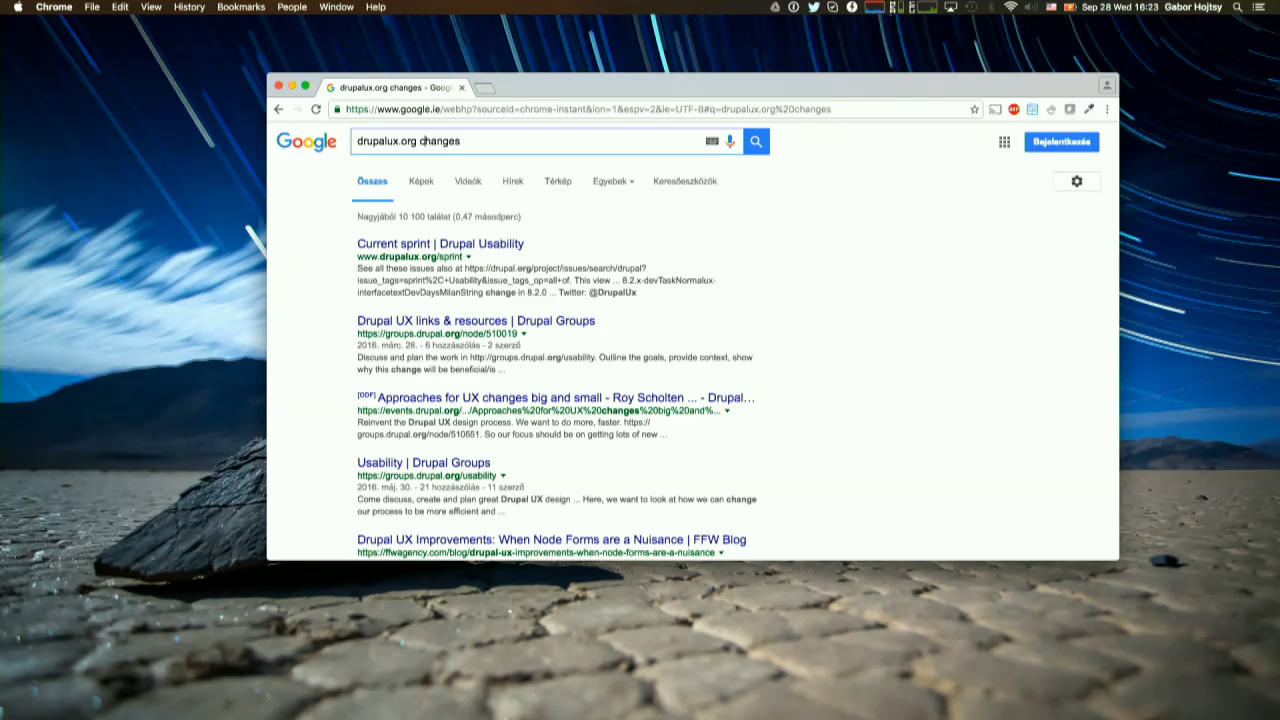 Chrome File Edit View History Bookmarks People Window Help
Sep 28 Wed 16:23 Gabor Hojtsy
drupalux.org changes - Googl
https://www.google.ie/webhp?sourceid=chrome-instant&ion=1&espv=2&ie=UTF-8#q=drupalux.org%20changes
Google
drupalux.org changes
Bejelentkezés
Összes Képek Videók Hírek Térkép Egyebek Keresőeszközök
Nagyjából 10 100 találat (0,47 másodperc)
Current sprint | Drupal Usability
www.drupalux.org/sprint
See all these issues also at https://drupal.org/project/issues/search/drupal?
issue_tags=sprint%2C+Usability&issue_tags_op=all+of. This view ... 8.2.x-devTaskNormalux-
interfacetextDevDaysMilanString change in 8.2.0 ... Twitter: @DrupalUx
Drupal UX links & resources | Drupal Groups
https://groups.drupal.org/node/510019
2016. márc. 28. - 6 hozzászólás - 2 szerző
Discuss and plan the work in http://groups.drupal.org/usability. Outline the goals, provide context, show
why this change will be beneficial/is ...
[PDF] Approaches for UX changes big and small - Roy Scholten ... - Drupal...
https://events.drupal.org/.../Approaches%20for%20UX%20changes%20big%20and%...
Reinvent the Drupal UX design process. We want to do more, faster. https://
groups.drupal.org/node/510551. So our focus should be on getting lots of new ...
Usability | Drupal Groups
https://groups.drupal.org/usability
2016. máj. 30. - 21 hozzászólás - 11 szerző
Come discuss, create and plan great Drupal UX design ... Here, we want to look at how we can change
our process to be more efficient and ...
Drupal UX Improvements: When Node Forms are a Nuisance | FFW Blog
https://ffwagency.com/blog/drupal-ux-improvements-when-node-forms-are-a-nuisance